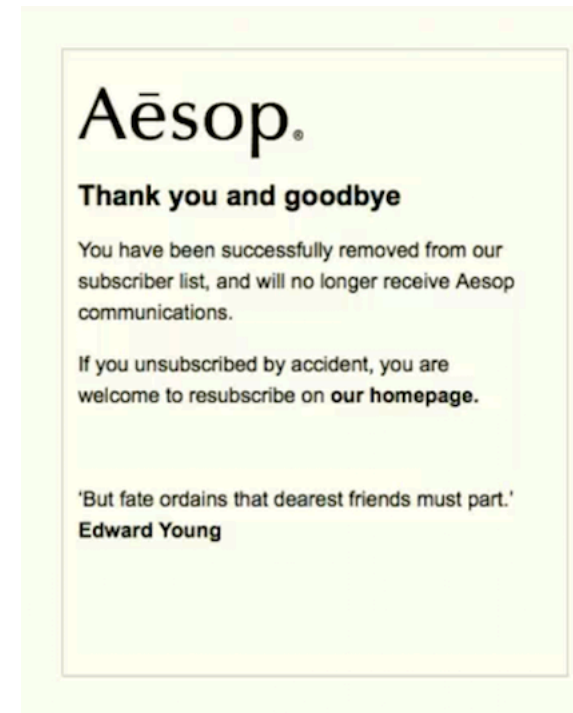 Aēsop.®
Thank you and goodbye
You have been successfully removed from our
subscriber list, and will no longer receive Aesop
communications.
If you unsubscribed by accident, you are
welcome to resubscribe on our homepage.
'But fate ordains that dearest friends must part.'
Edward Young